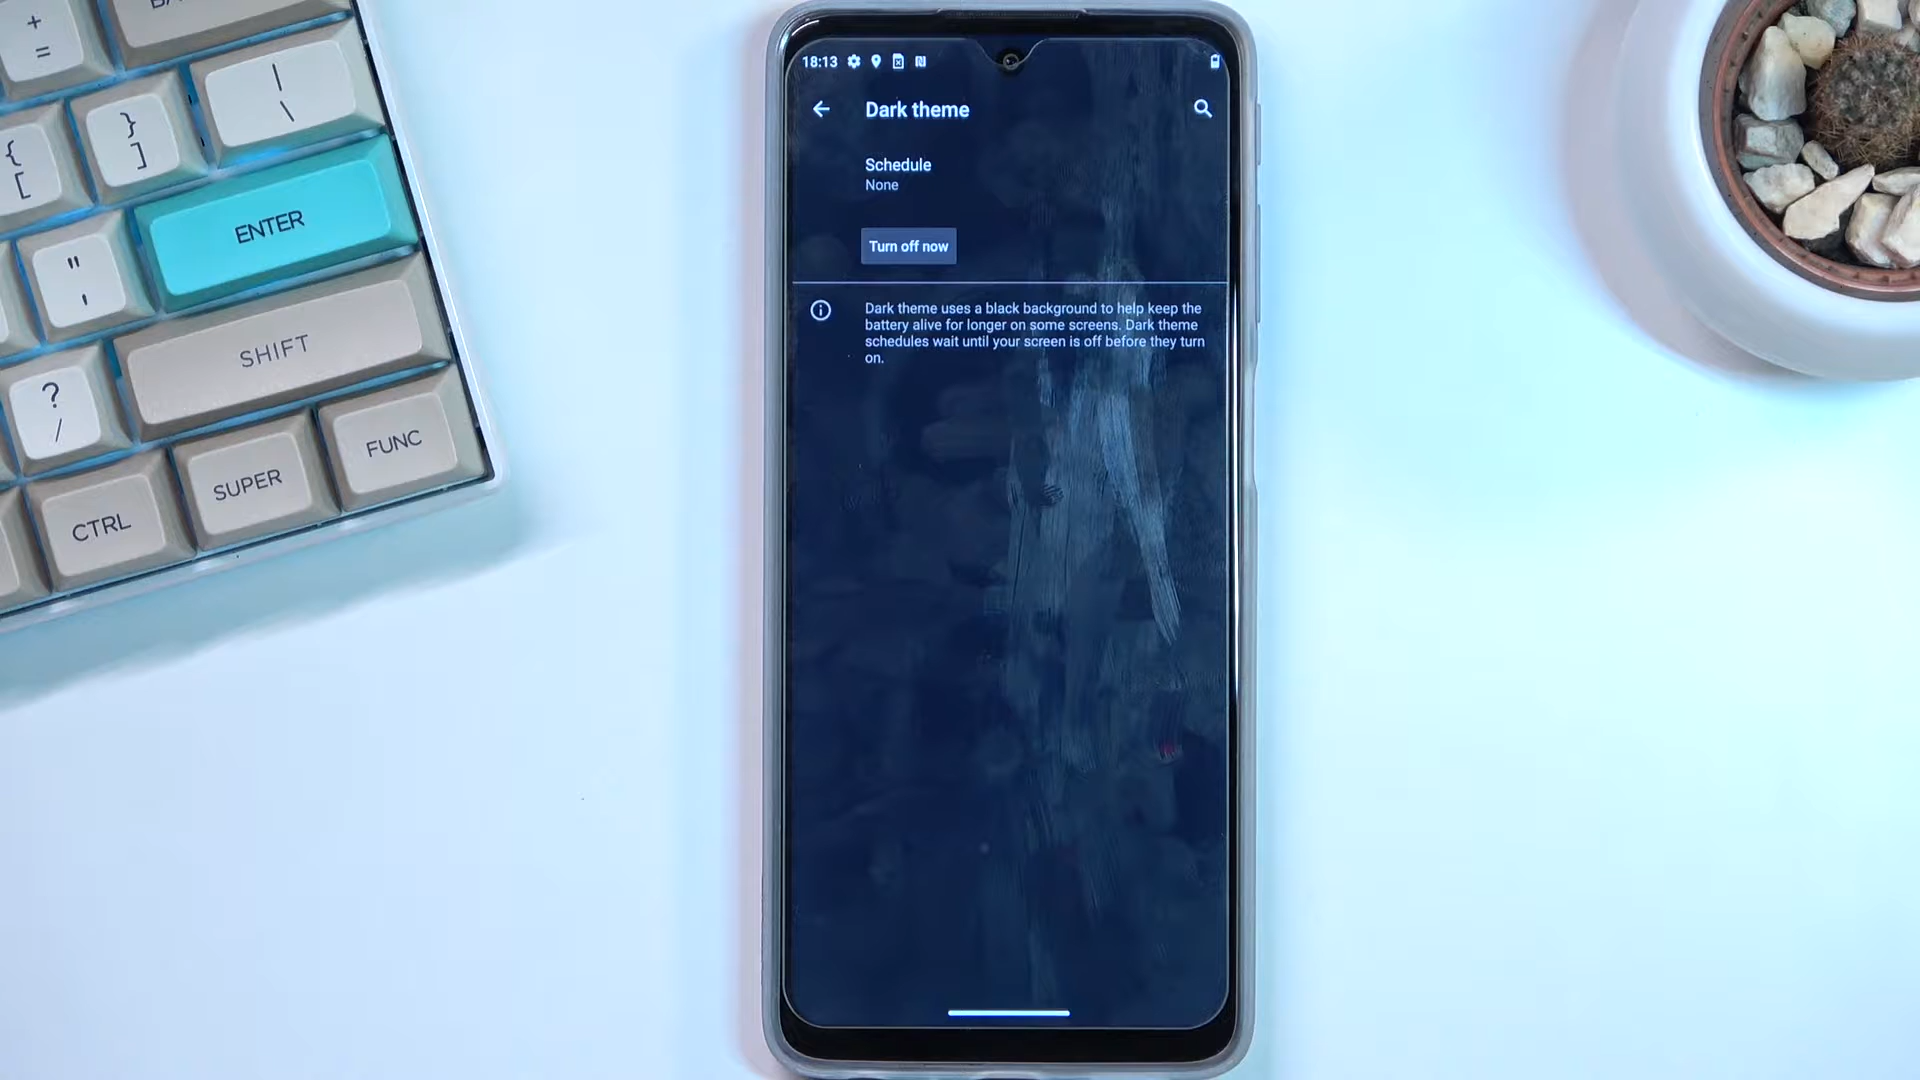 +
=
|
\
}
]
{
[
ENTER
"
'
SHIFT
?
/
FUNC
SUPER
CTRL
18:13
Dark theme
Schedule
None
Turn off now
Dark theme uses a black background to help keep the
battery alive for longer on some screens. Dark theme
schedules wait until your screen is off before they turn
on.